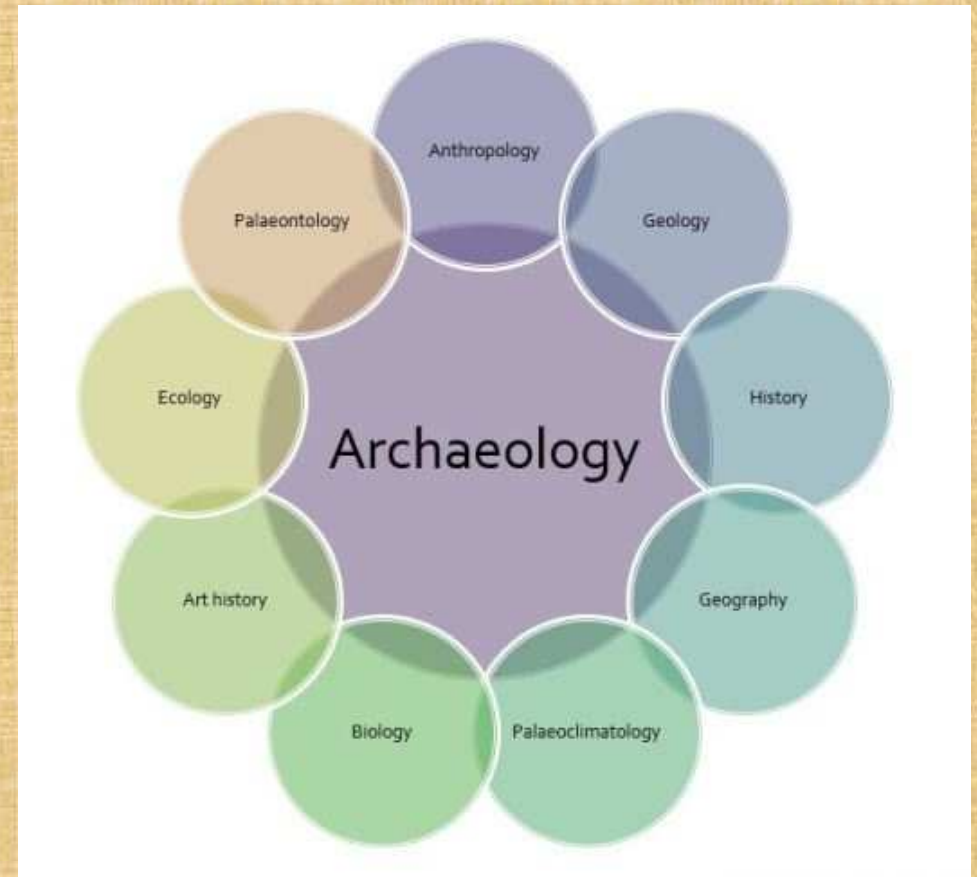 Anthropology
Palaeontology
Geology
Ecology
History
Archaeology
Art history
Geography
Biology
Palaeoclimatology